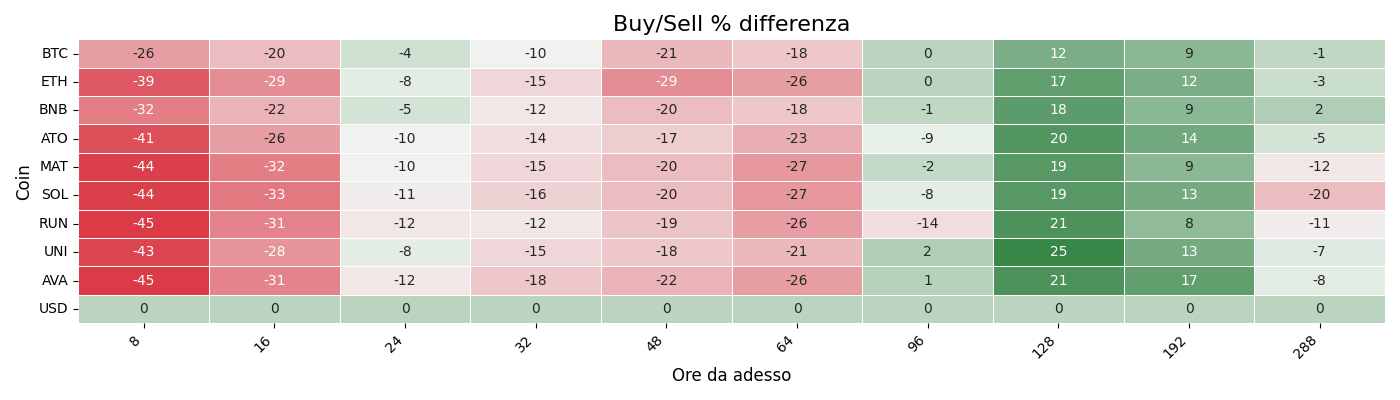 Buy/Sell % differenza
Coin
BTC -26 -20 -4 -10 -21 -18 0 12 9 -1
ETH -39 -29 -8 -15 -29 -26 0 17 12 -3
BNB -32 -22 -5 -12 -20 -18 -1 18 9 2
ATO -41 -26 -10 -14 -17 -23 -9 20 14 -5
MAT -44 -32 -10 -15 -20 -27 -2 19 9 -12
SOL -44 -33 -11 -16 -20 -27 -8 19 13 -20
RUN -45 -31 -12 -12 -19 -26 -14 21 8 -11
UNI -43 -28 -8 -15 -18 -21 2 25 13 -7
AVA -45 -31 -12 -18 -22 -26 1 21 17 -8
USD 0 0 0 0 0 0 0 0 0 0
8 16 24 32 48 64 96 128 192 288
Ore da adesso